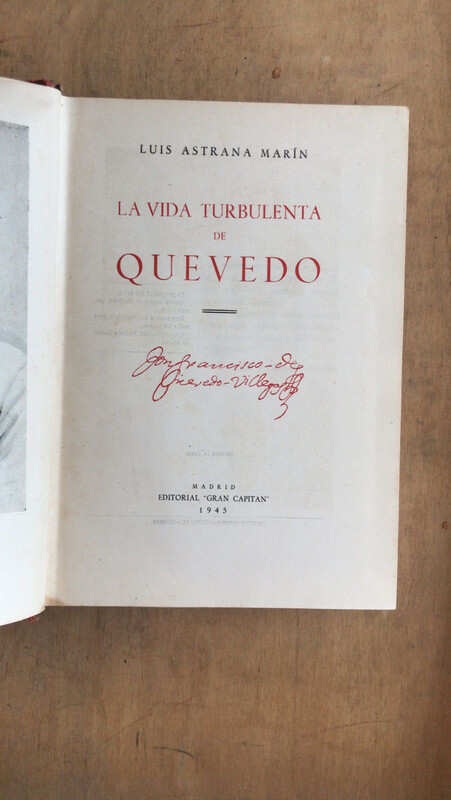 LUIS ASTRANA MARÍN
LA VIDA TURBULENTA
DE
QUEVEDO
Don francisco-de
Quevedo-Villegas
MADRID
EDITORIAL "GRAN CAPITAN"
1945